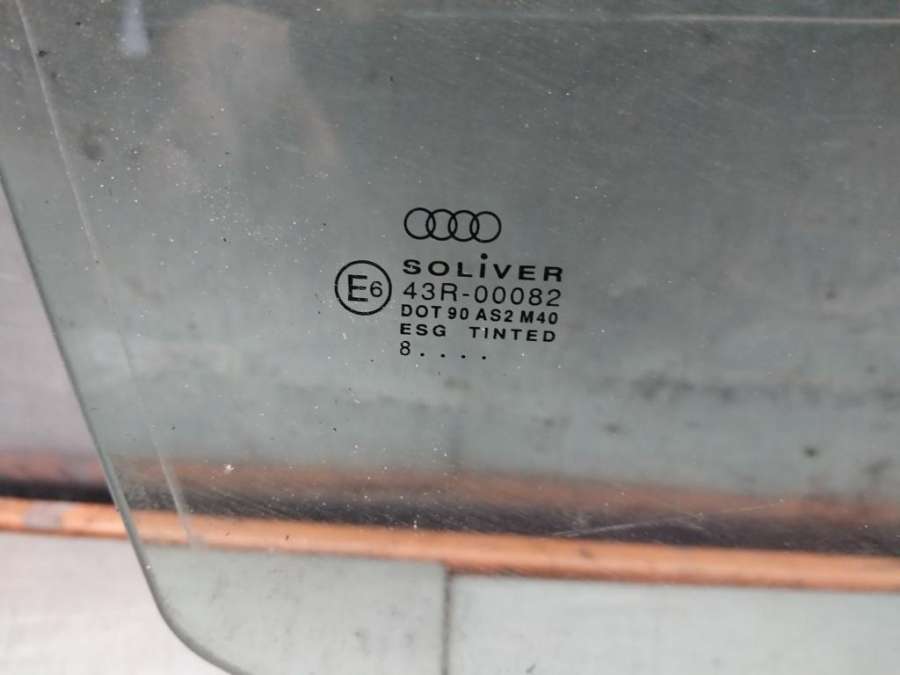 SOLiVER
E6
43R-00082
DOT 90 AS2 M40
ESG TINTED
8....